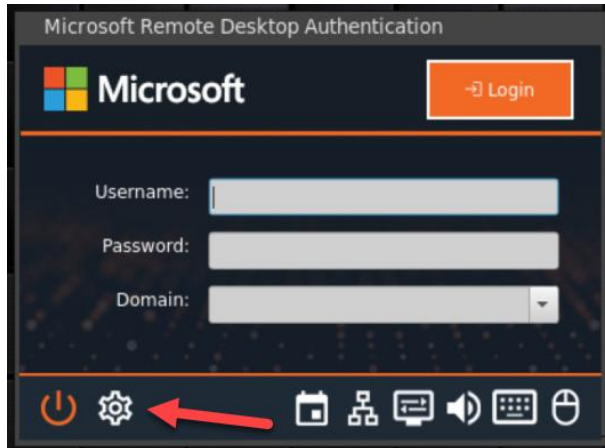 Microsoft Remote Desktop Authentication
Microsoft
Login
Username:
Password:
Domain: